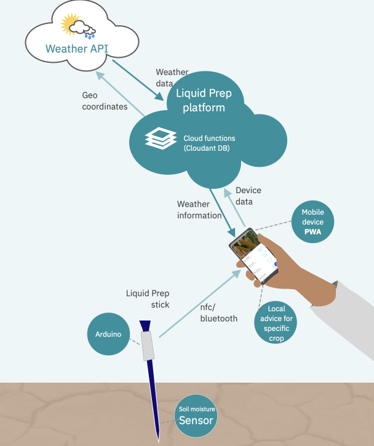 Weather API
Weather
data
Geo
coordinates
Liquid Prep
platform
Cloud functions
(Cloudant DB)
Device
data
Weather
information
Mobile
device
PWA
Liquid Prep
stick
nfc/
bluetooth
Local
advice for
specific
crop
Arduino
Soil moisture
Sensor